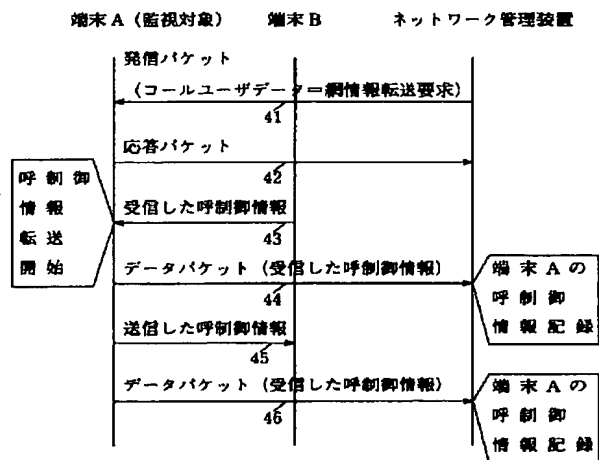 端末A（監視対象） 端末B ネットワーク管理装置
発信パケット
（コールユーザデータ＝網情報転送要求）
41
応答パケット
42
呼制御
情報
転送
開始
受信した呼制御情報
43
データパケット（受信した呼制御情報）
44
端末Aの
呼制御
情報記録
送信した呼制御情報
45
データパケット（受信した呼制御情報）
46
端末Aの
呼制御
情報記録